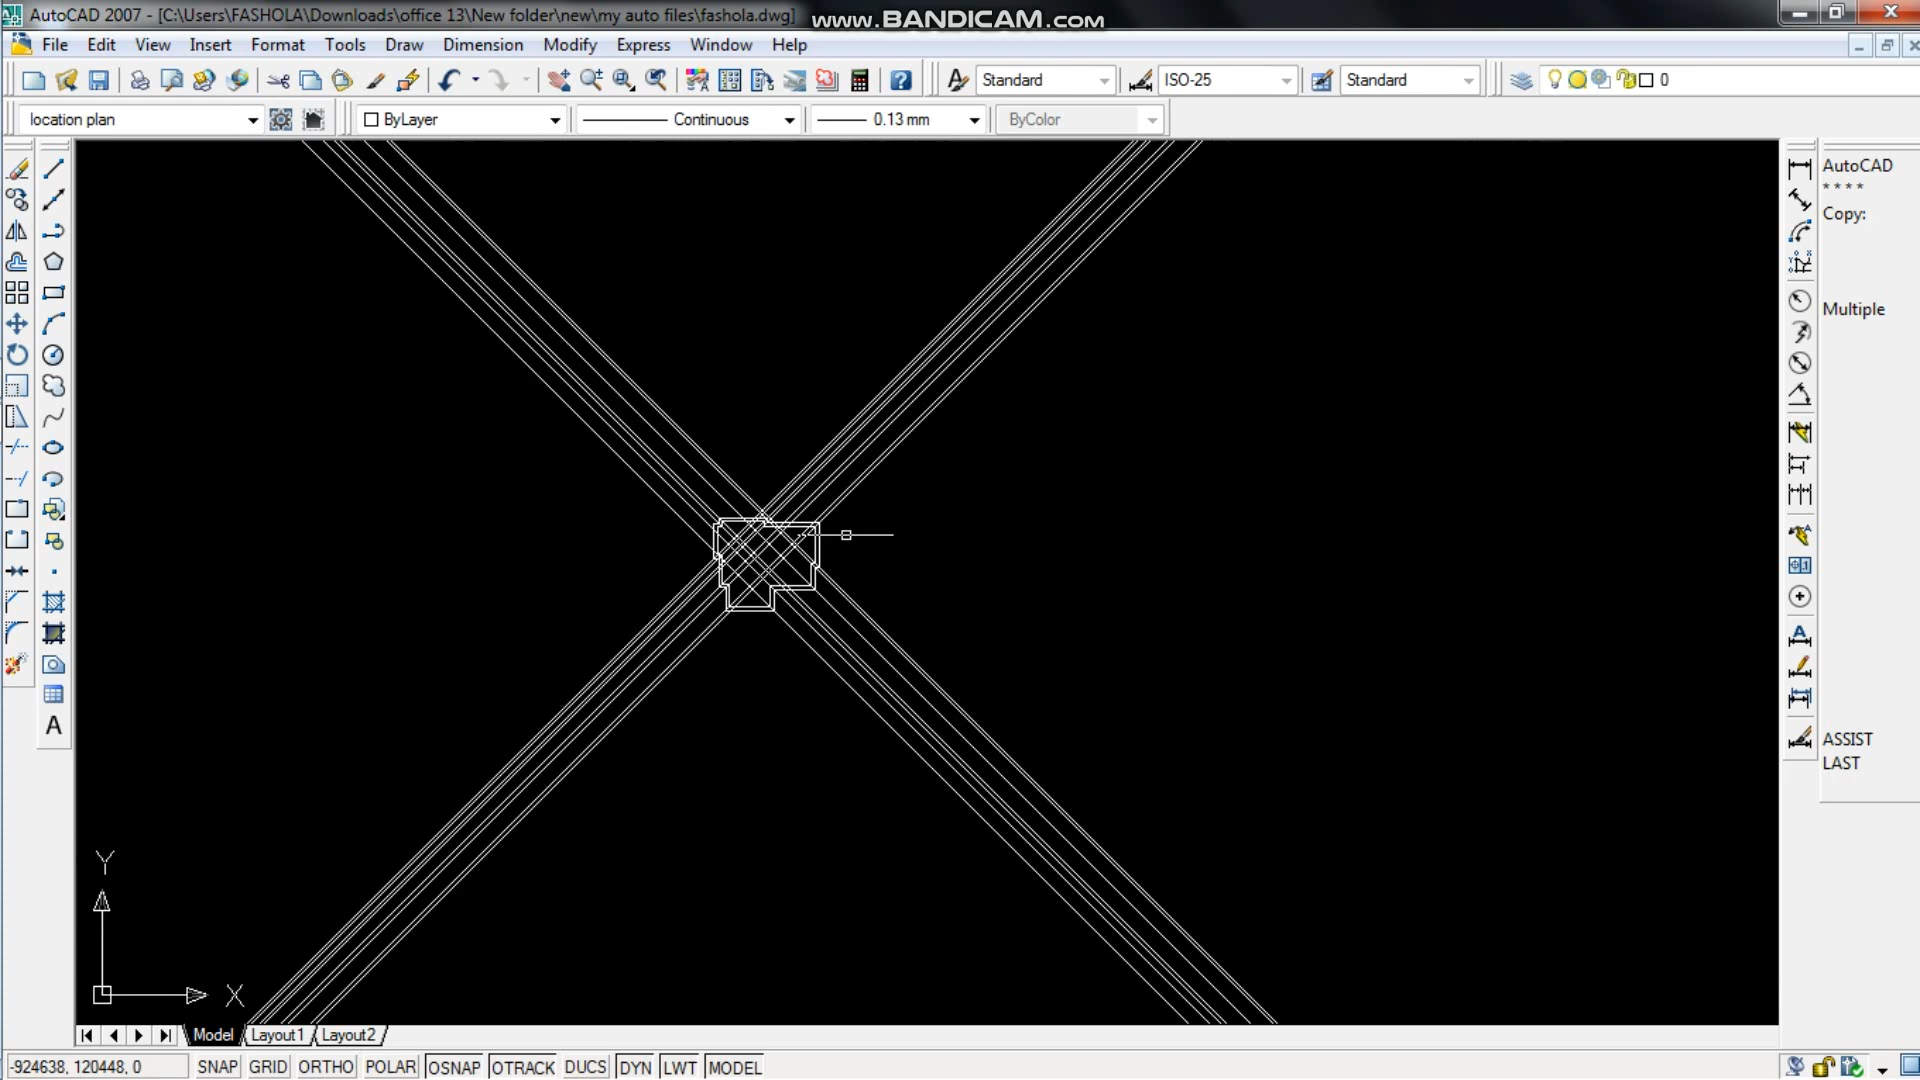 AutoCAD 2007 - [C:\Users\FASHOLA\Downloads\office 13\New folder\new\my auto files\fashola.dwg]
www.BANDICAM.com
File Edit View Insert Format Tools Draw Dimension Modify Express Window Help
Standard ISO-25 Standard 0
location plan ByLayer Continuous 0.13 mm ByColor
AutoCAD
* * * *
Copy:
Multiple
ASSIST
LAST
A
Y
X
Model Layout1 Layout2
-924638, 120448, 0 SNAP GRID ORTHO POLAR OSNAP OTRACK DUCS DYN LWT MODEL